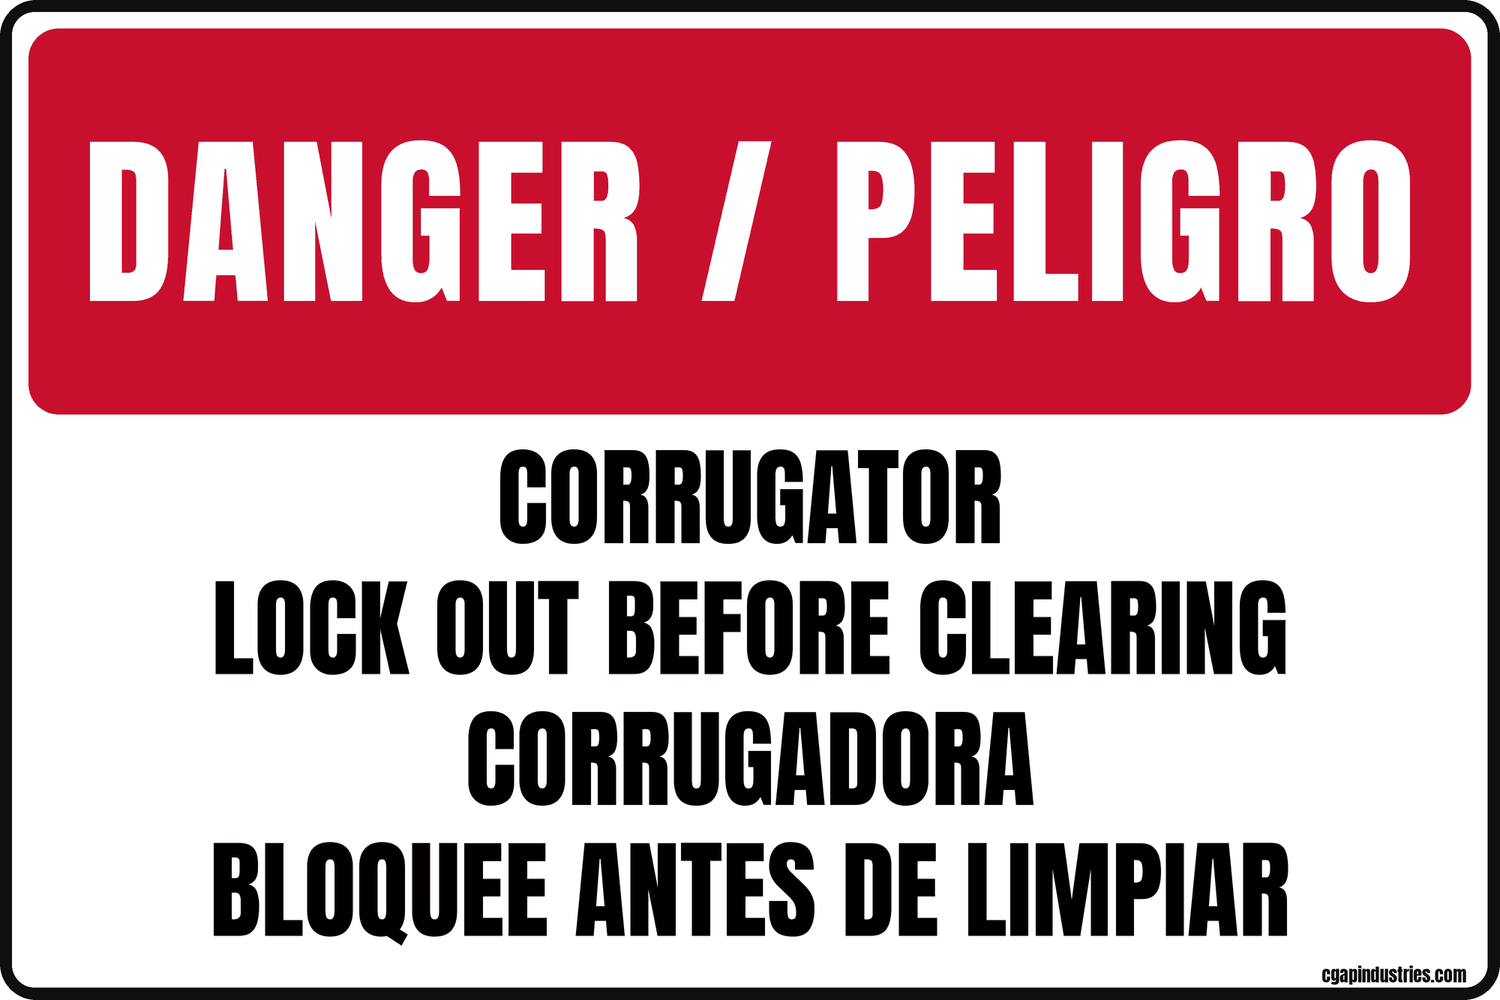 DANGER / PELIGRO
CORRUGATOR
LOCK OUT BEFORE CLEARING
CORRUGADORA
BLOQUEE ANTES DE LIMPIAR
cgapindustries.com